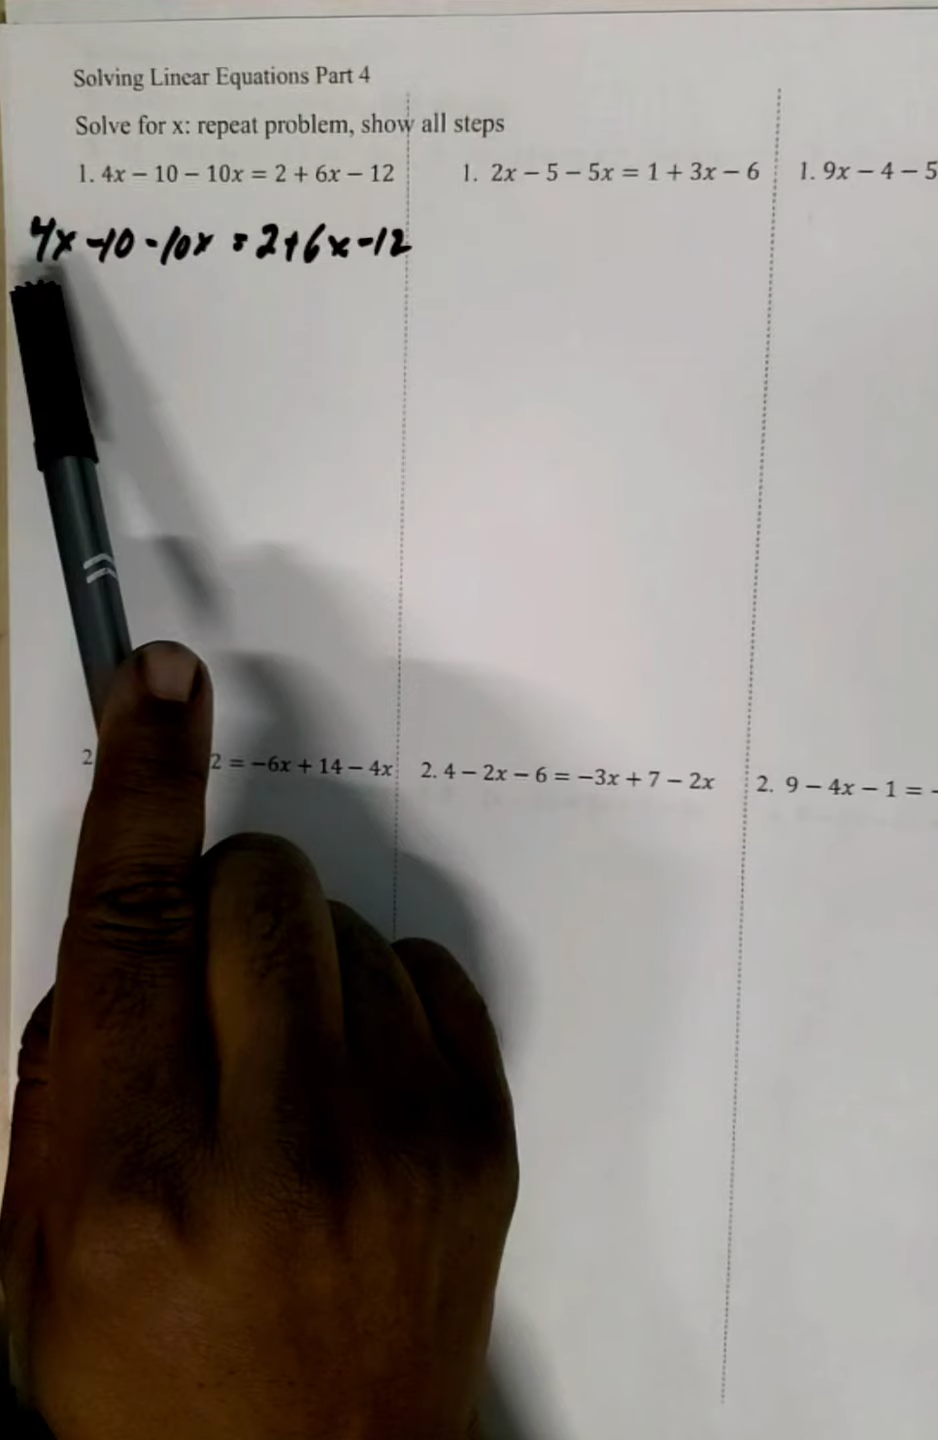 Solving Linear Equations Part 4
Solve for x: repeat problem, show all steps
1. 4x − 10 − 10x = 2 + 6x − 12
1. 2x − 5 − 5x = 1 + 3x − 6
1. 9x − 4 − 5
4x -10 -10x = 2+6x-12
2
2 = −6x + 14 − 4x
2. 4 − 2x − 6 = −3x + 7 − 2x
2. 9 − 4x − 1 = -